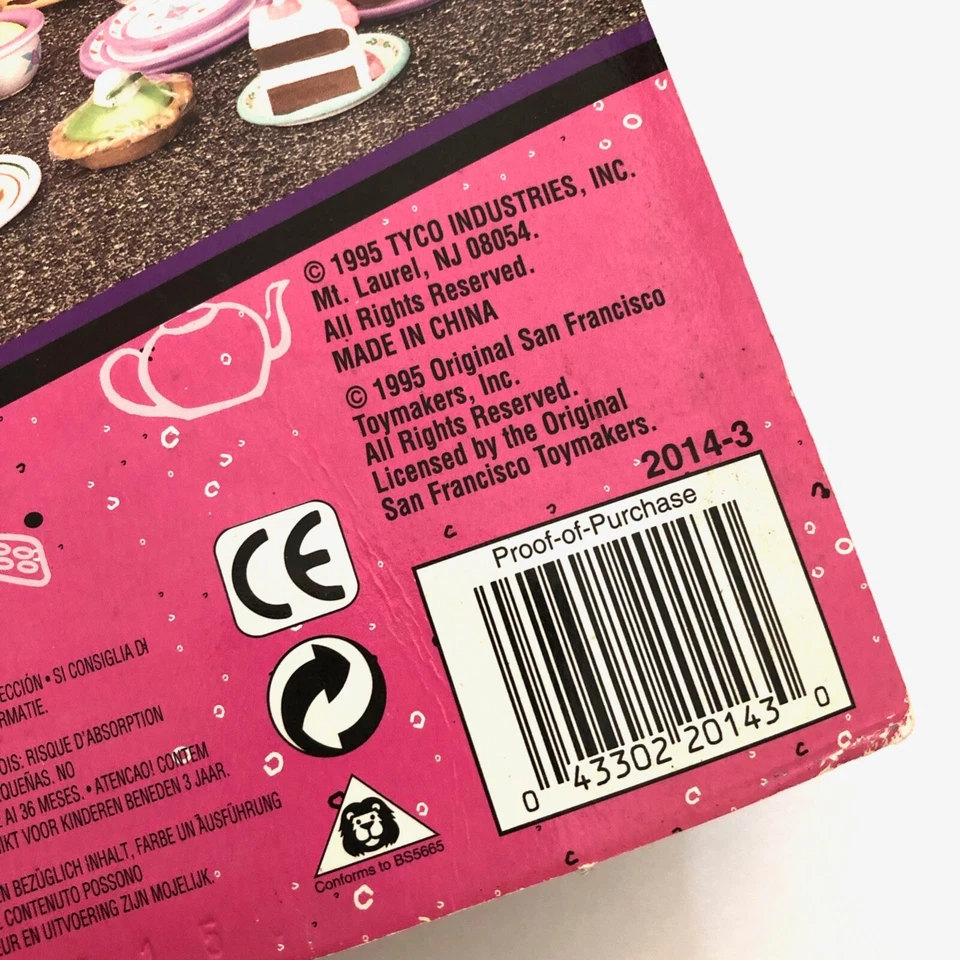 © 1995 TYCO INDUSTRIES, INC.
Mt. Laurel, NJ 08054.
All Rights Reserved.
MADE IN CHINA
© 1995 Original San Francisco
Toymakers, Inc.
All Rights Reserved.
Licensed by the Original
San Francisco Toymakers.
2014-3
Proof-of-Purchase
0 43302 20143 0
CE
Conforms to BS5665
ECCIÓN • SI CONSIGLIA DI
RMATIE.
OIS: RISQUE D'ABSORPTION
EQUEÑAS. NO
AI 36 MESES. • ATENCAO! CONTEM
IKT VOOR KINDEREN BENEDEN 3 JAAR.
EN BEZÜGLICH INHALT, FARBE UN AUSFÜHRUNG
CONTENUTO POSSONO
EUR EN UITVOERING ZIJN MOJELIJK.